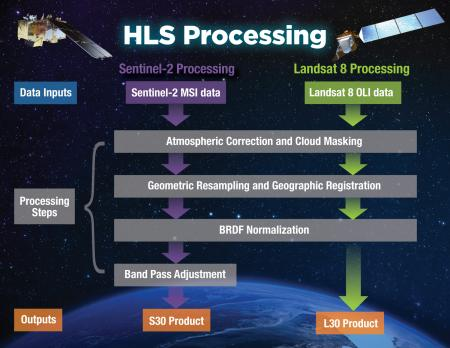 HLS Processing
Sentinel-2 Processing
Landsat 8 Processing
Data Inputs
Sentinel-2 MSI data
Landsat 8 OLI data
Atmospheric Correction and Cloud Masking
Geometric Resampling and Geographic Registration
Processing
Steps
BRDF Normalization
Band Pass Adjustment
Outputs
S30 Product
L30 Product